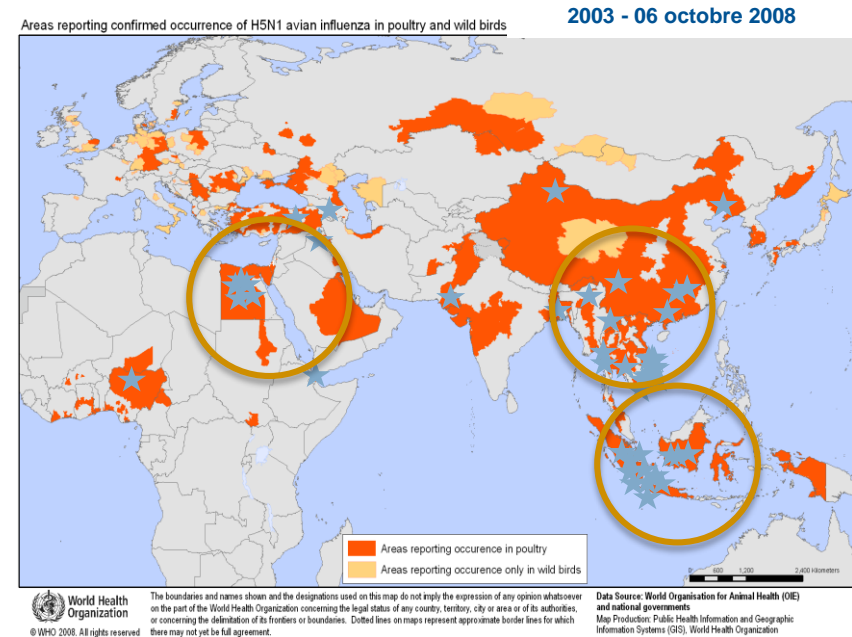 2003 - 06 octobre 2008
Areas reporting confirmed occurrence of H5N1 avian influenza in poultry and wild birds
Areas reporting occurence in poultry
Areas reporting occurence only in wild birds
0 600 1,200 2,400 Kilometers
World Health
Organization
© WHO 2008. All rights reserved
The boundaries and names shown and the designations used on this map do not imply the expression of any opinion whatsoever
on the part of the World Health Organization concerning the legal status of any country, territory, city or area or of its authorities,
or concerning the delimitation of its frontiers or boundaries. Dotted lines on maps represent approximate border lines for which
there may not yet be full agreement.
Data Source: World Organisation for Animal Health (OIE)
and national governments
Map Production: Public Health Information and Geographic
Information Systems (GIS), World Health Organization